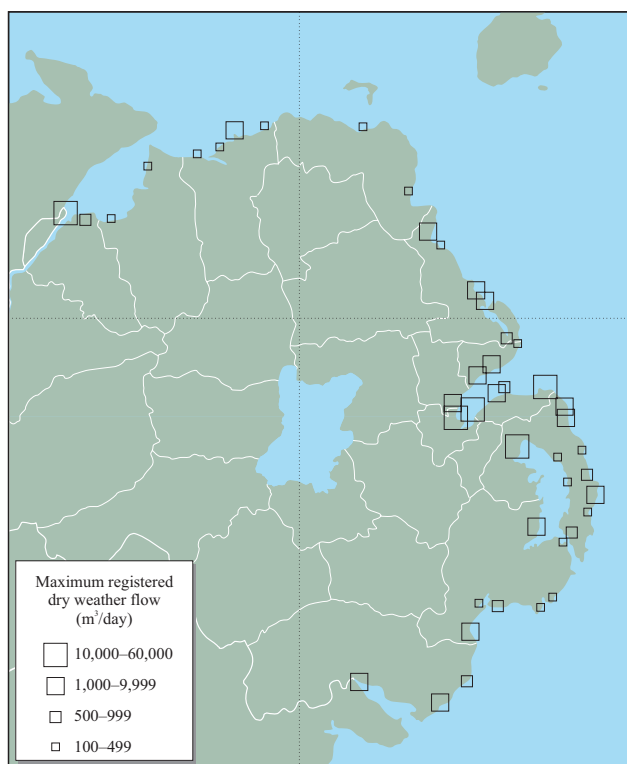 Maximum registered
dry weather flow
(m³/day)
10,000–60,000
1,000–9,999
500–999
100–499